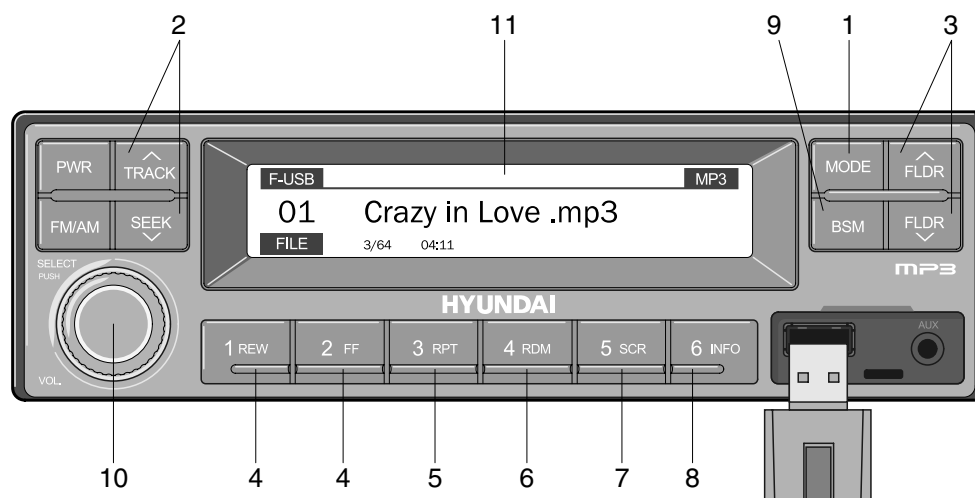 2 11 9 1 3
PWR TRACK
FM/AM SEEK
F-USB MP3
01 Crazy in Love .mp3
FILE 3/64 04:11
MODE FLDR
BSM FLDR
MP3
SELECT
PUSH
VOL.
HYUNDAI
1 REW 2 FF 3 RPT 4 RDM 5 SCR 6 INFO
AUX
10 4 4 5 6 7 8